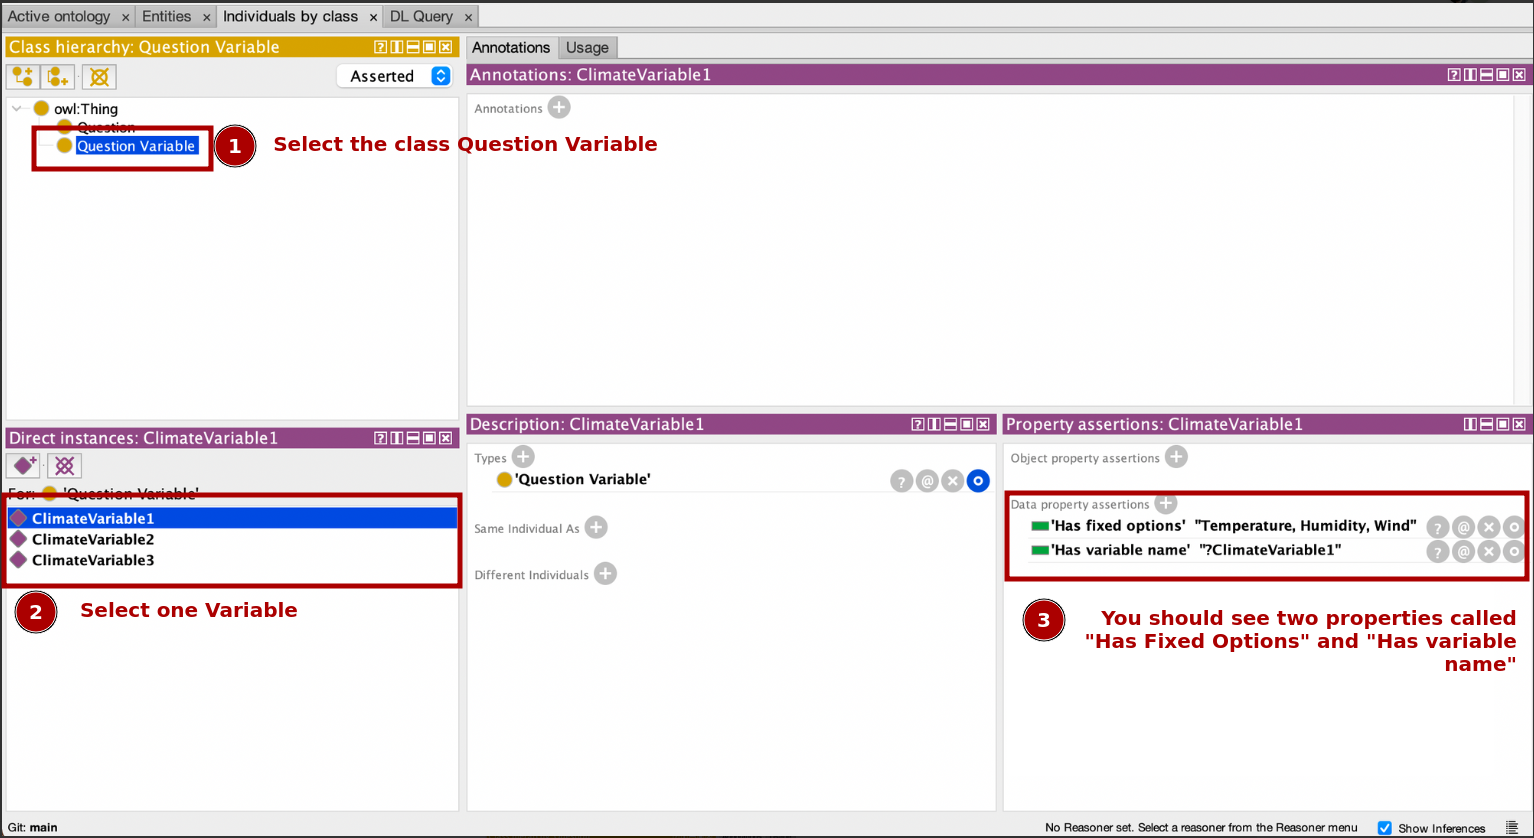 Active ontology × Entities × Individuals by class × DL Query ×
Class hierarchy: Question Variable
Asserted
owl:Thing
Question
Question Variable
1 Select the class Question Variable
Annotations Usage
Annotations: ClimateVariable1
Annotations
Direct instances: ClimateVariable1
For: 'Question Variable'
ClimateVariable1
ClimateVariable2
ClimateVariable3
2 Select one Variable
Description: ClimateVariable1
Types
'Question Variable'
Same Individual As
Different Individuals
Property assertions: ClimateVariable1
Object property assertions
Data property assertions
'Has fixed options' "Temperature, Humidity, Wind"
'Has variable name' "?ClimateVariable1"
3 You should see two properties called
"Has Fixed Options" and "Has variable
name"
Git: main
No Reasoner set. Select a reasoner from the Reasoner menu Show Inferences